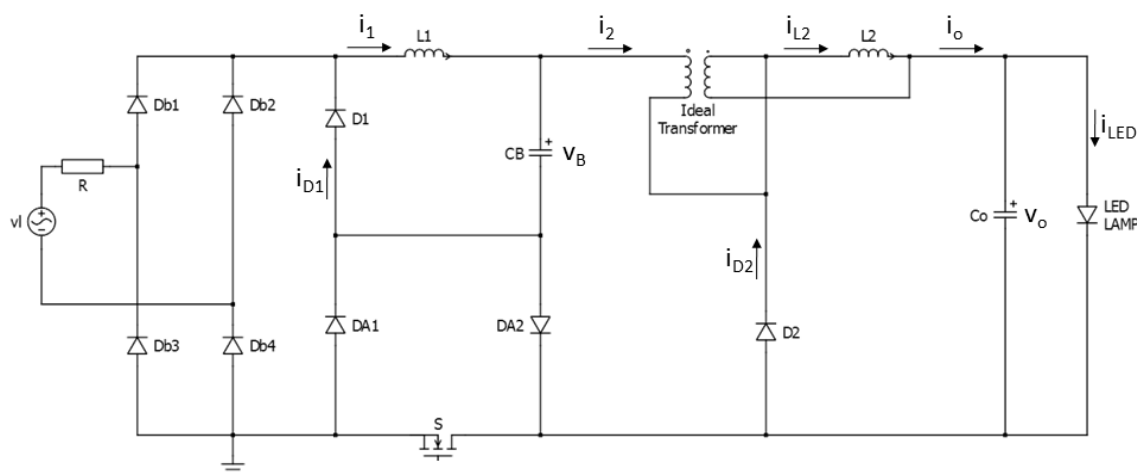 i1
L1
i2
iL2
L2
io
Db1
Db2
D1
Ideal
Transformer
iLED
R
CB
+
vB
iD1
vI
Co
+
vo
LED
LAMP
iD2
Db3
Db4
DA1
DA2
D2
S